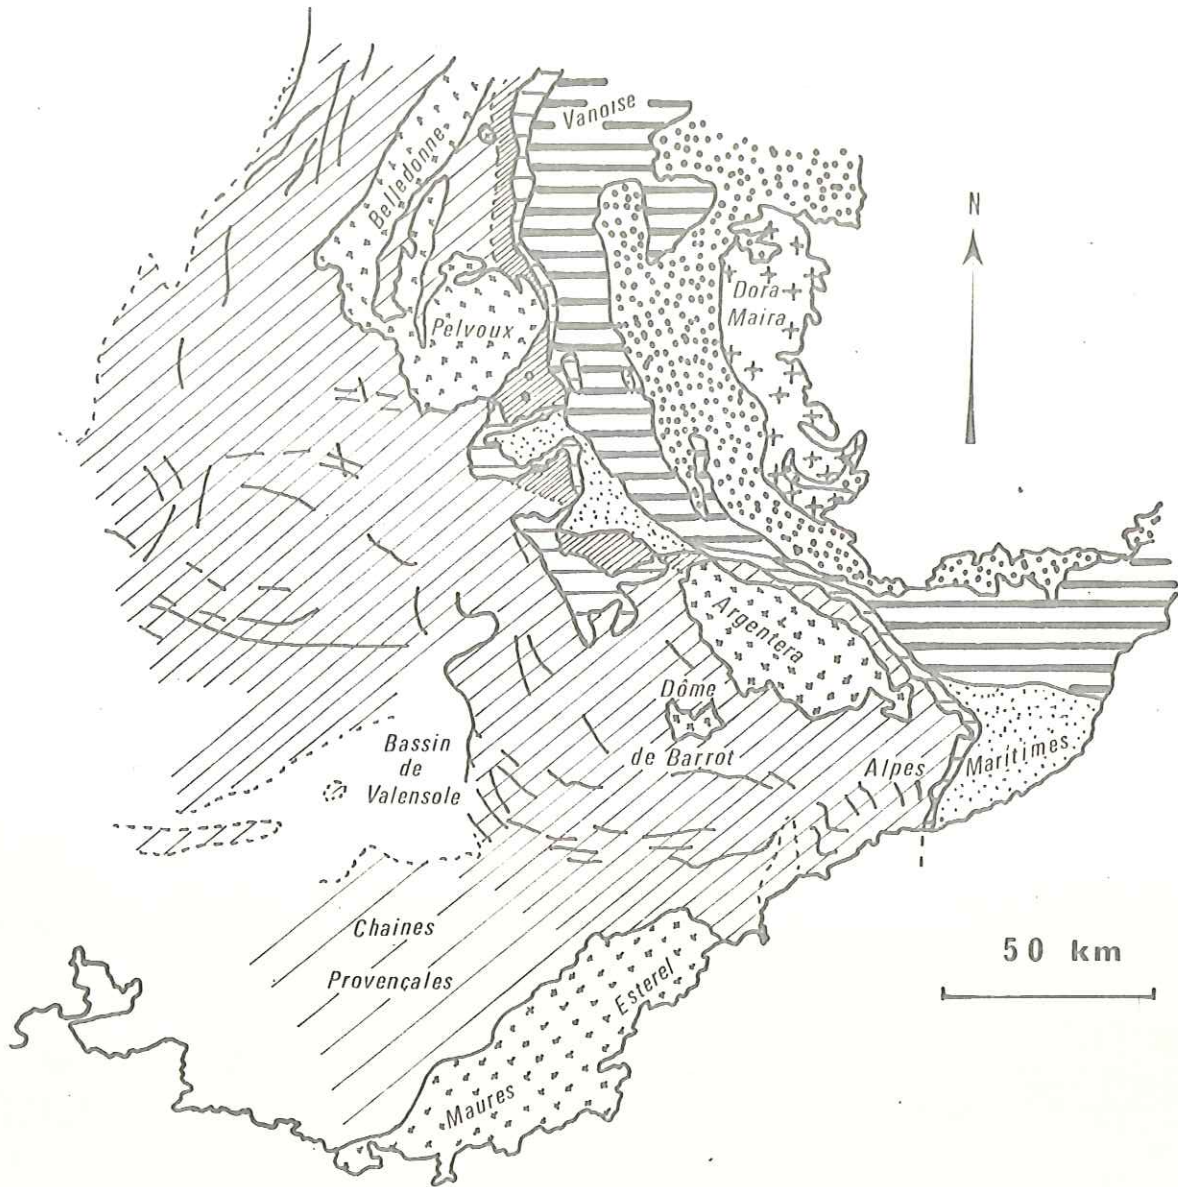 Vanoise
Belledonne
N
Dora
Maira
Pelvoux
Argentera
Dôme
de Barrot
Bassin
de
Valensole
Alpes
Maritimes
Chaines
Provençales
50 km
Esterel
Maures